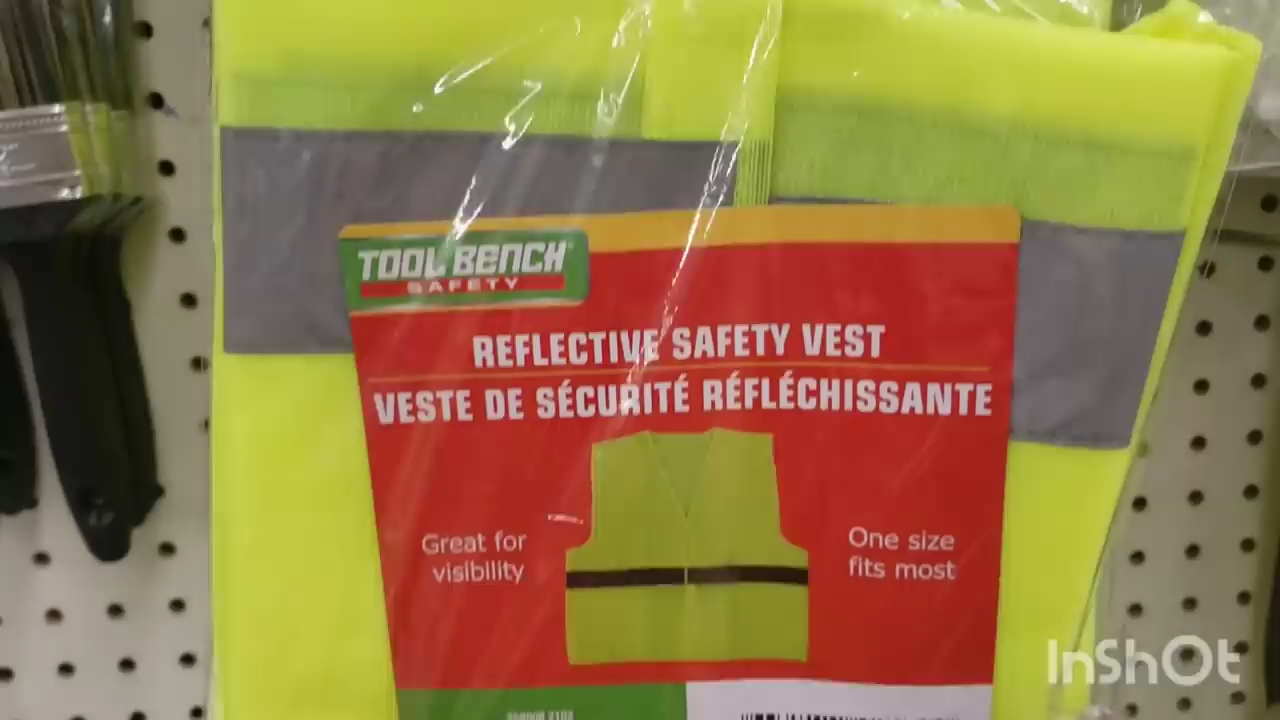 TOOL BENCH
SAFETY
REFLECTIVE SAFETY VEST
VESTE DE SÉCURITÉ RÉFLÉCHISSANTE
Great for
visibility
One size
fits most
InShOt